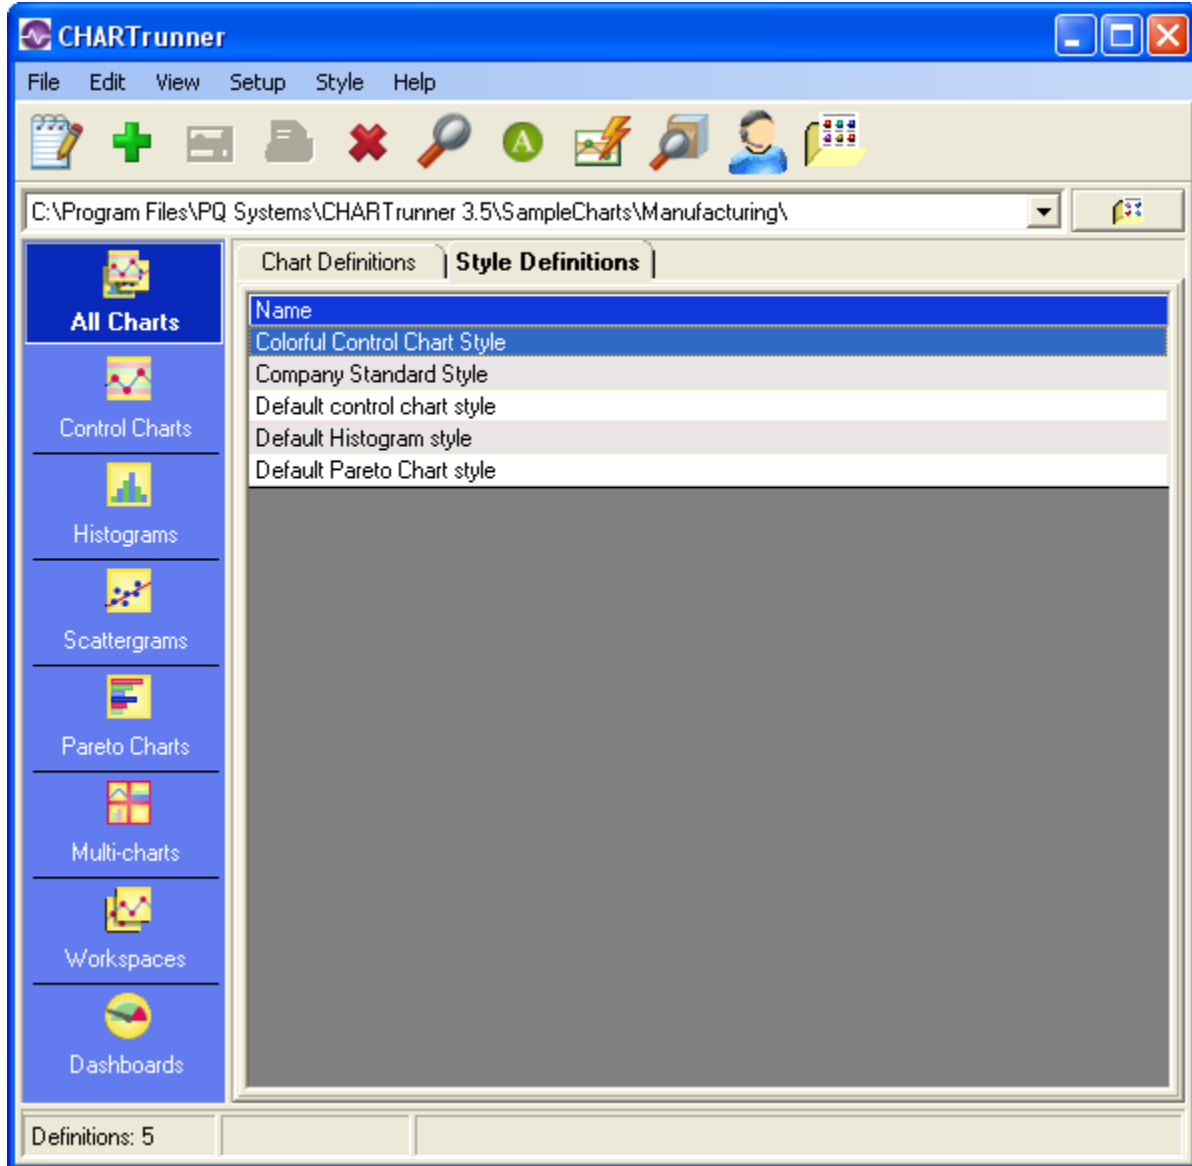 CHARTrunner
File Edit View Setup Style Help
A
C:\Program Files\PQ Systems\CHARTrunner 3.5\SampleCharts\Manufacturing\
All Charts
Control Charts
Histograms
Scattergrams
Pareto Charts
Multi-charts
Workspaces
Dashboards
Chart Definitions Style Definitions
Name
Colorful Control Chart Style
Company Standard Style
Default control chart style
Default Histogram style
Default Pareto Chart style
Definitions: 5